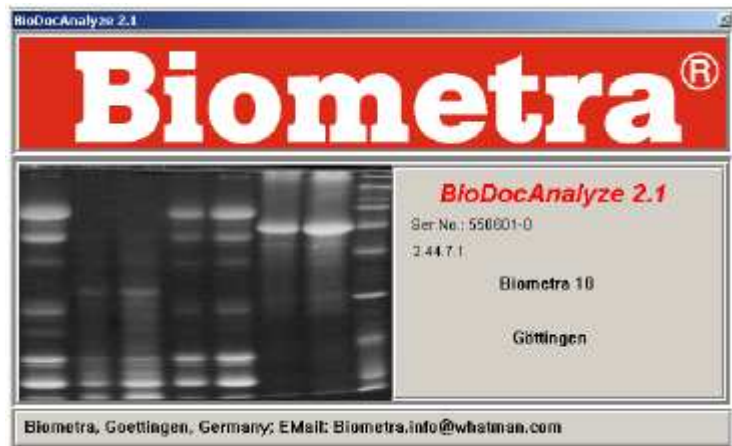 BioDocAnalyze 2.1
Biometra®
BioDocAnalyze 2.1
Ser No.: 550601-0
2.44.7.1
Biometra 10
Göttingen
Biometra, Goettingen, Germany; EMail: Biometra.info@whatman.com